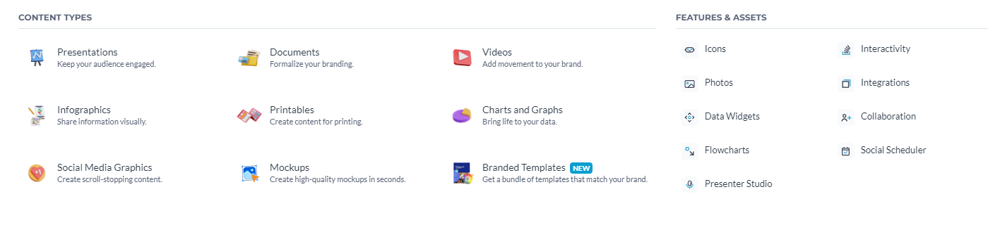 CONTENT TYPES
Presentations
Keep your audience engaged.
Documents
Formalize your branding.
Videos
Add movement to your brand.
Infographics
Share information visually.
Printables
Create content for printing.
Charts and Graphs
Bring life to your data.
Social Media Graphics
Create scroll-stopping content.
Mockups
Create high-quality mockups in seconds.
Branded Templates NEW
Get a bundle of templates that match your brand.
FEATURES & ASSETS
Icons
Interactivity
Photos
Integrations
Data Widgets
Collaboration
Flowcharts
Social Scheduler
Presenter Studio